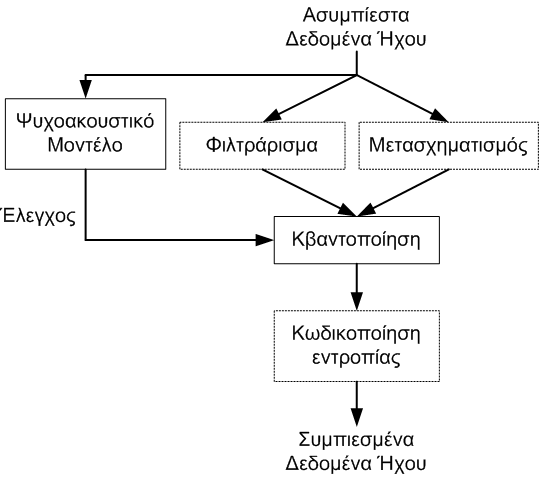 Ασυμπίεστα
Δεδομένα Ήχου
Ψυχοακουστικό
Μοντέλο
Φιλτράρισμα
Μετασχηματισμός
Έλεγχος
Κβαντοποίηση
Κωδικοποίηση
εντροπίας
Συμπιεσμένα
Δεδομένα Ήχου